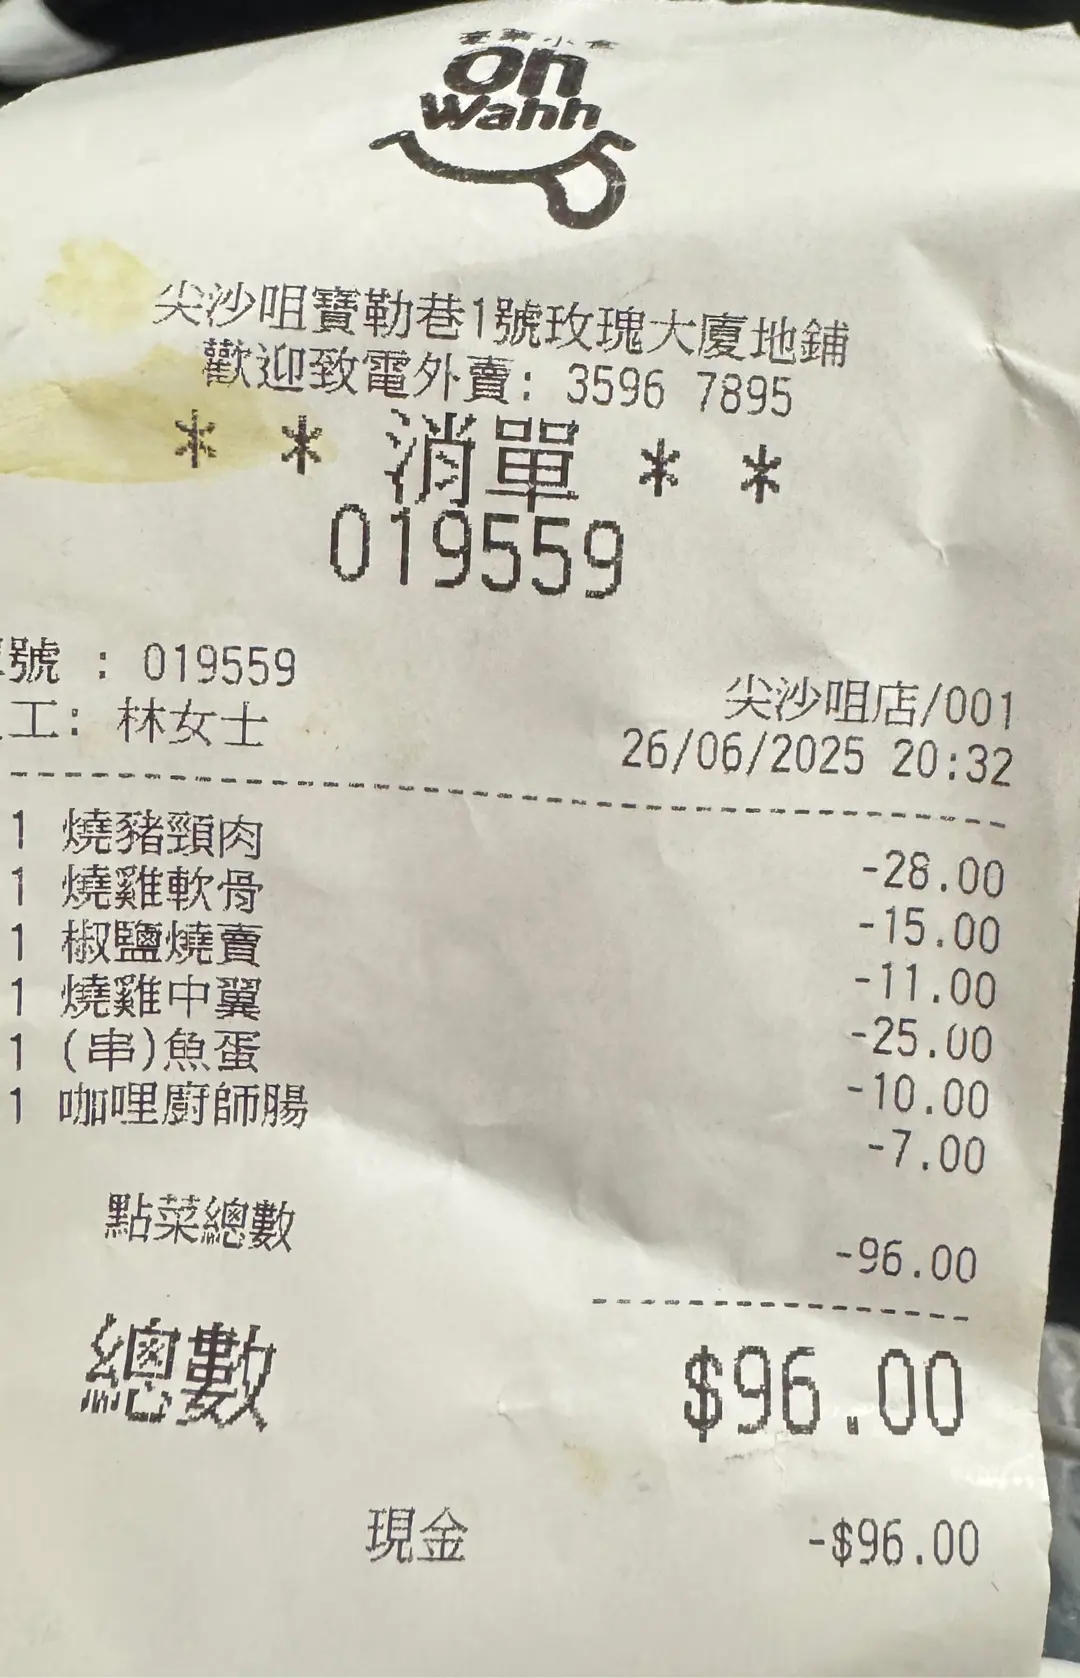 on
Wahh
尖沙咀寶勒巷1號玫瑰大廈地鋪
歡迎致電外賣: 3596 7895
* * 消單 * *
019559
號 : 019559
工: 林女士
尖沙咀店/001
26/06/2025 20:32
1 燒豬頸肉 -28.00
1 燒雞軟骨 -15.00
1 椒鹽燒賣 -11.00
1 燒雞中翼 -25.00
1 (串)魚蛋 -10.00
1 咖哩廚師腸 -7.00
點菜總數 -96.00
總數 $96.00
現金 -$96.00